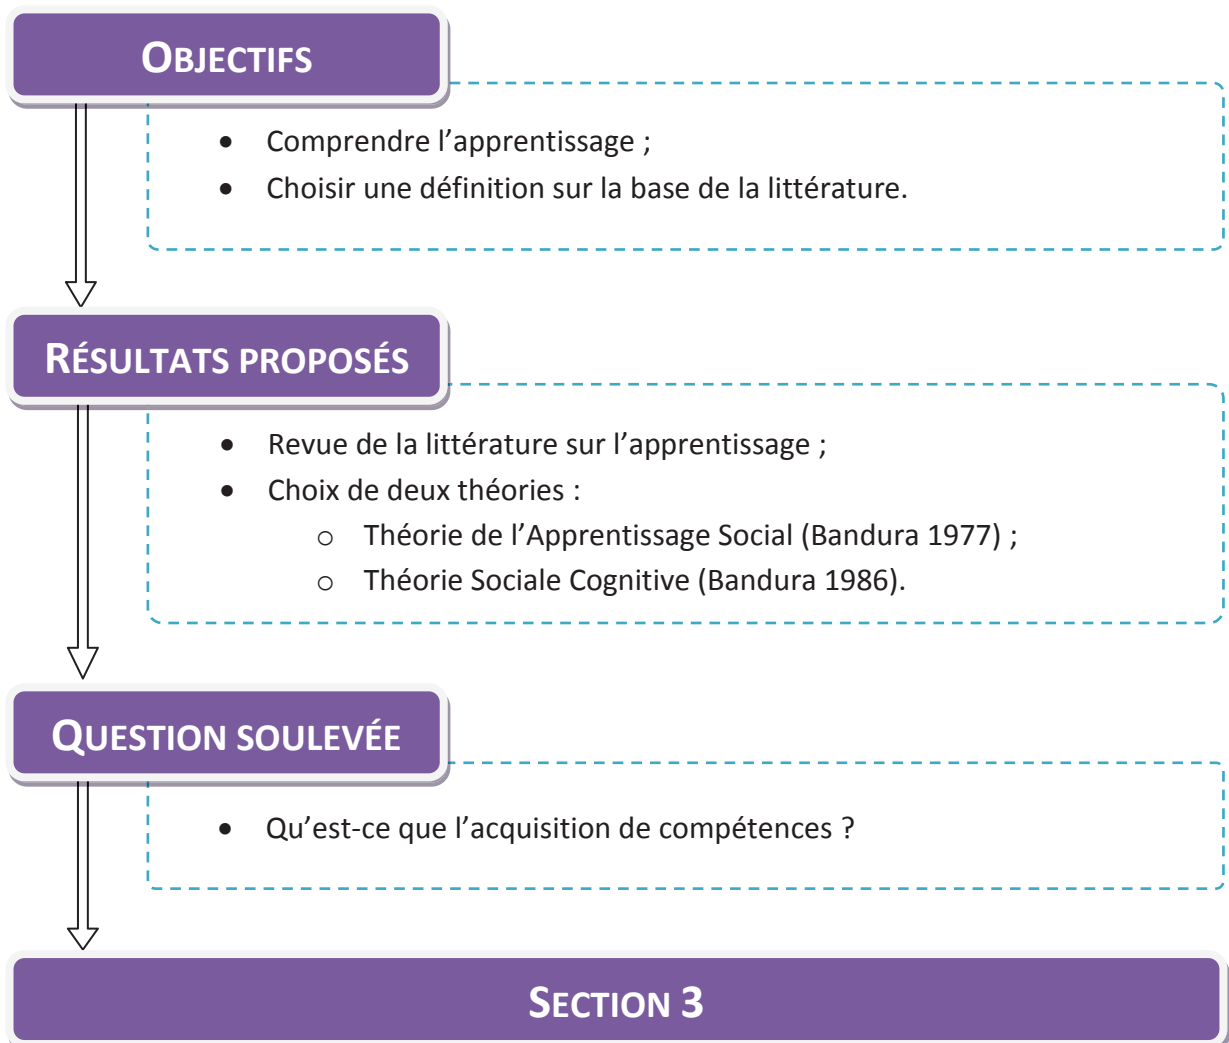 OBJECTIFS
• Comprendre l’apprentissage ;
• Choisir une définition sur la base de la littérature.
RÉSULTATS PROPOSÉS
• Revue de la littérature sur l’apprentissage ;
• Choix de deux théories :
o Théorie de l’Apprentissage Social (Bandura 1977) ;
o Théorie Sociale Cognitive (Bandura 1986).
QUESTION SOULEVÉE
• Qu’est-ce que l’acquisition de compétences ?
SECTION 3